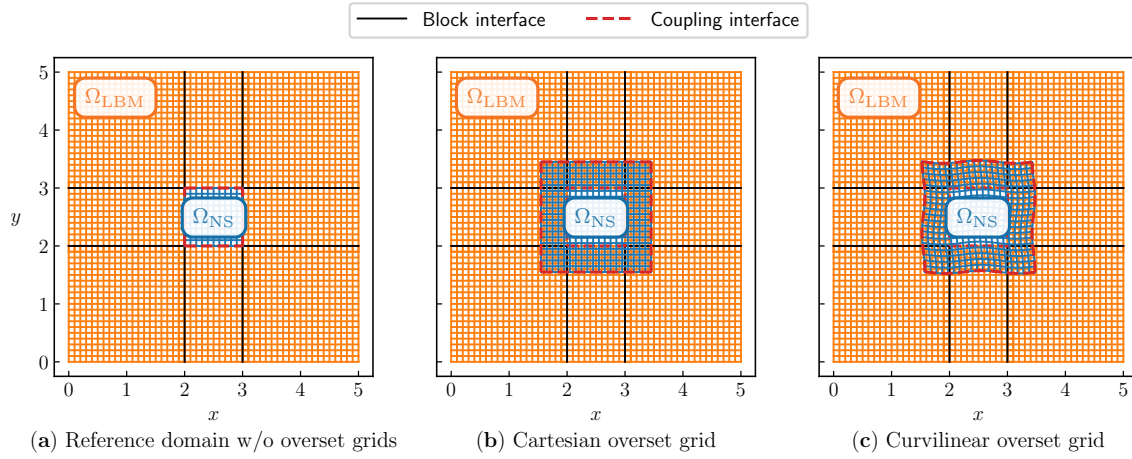 Block interface Coupling interface
Ω_LBM Ω_LBM Ω_LBM
Ω_NS Ω_NS Ω_NS
5
4
3
2
1
0
y
0 1 2 3 4 5 0 1 2 3 4 5 0 1 2 3 4 5
x x x
(a) Reference domain w/o overset grids (b) Cartesian overset grid (c) Curvilinear overset grid